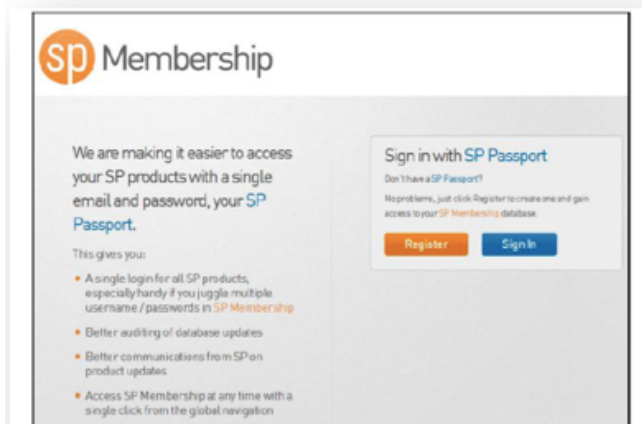 sp Membership
We are making it easier to access
your SP products with a single
email and password, your SP
Passport.
This gives you:
A single login for all SP products,
especially handy if you juggle multiple
username / passwords in SP Membership
Better auditing of database updates
Better communications from SP on
product updates
Access SP Membership at any time with a
single click from the global navigation
Sign in with SP Passport
Don't have a SP Passport?
No problems, just click Register to create one and gain
access to your SP Membership database.
Register Sign In